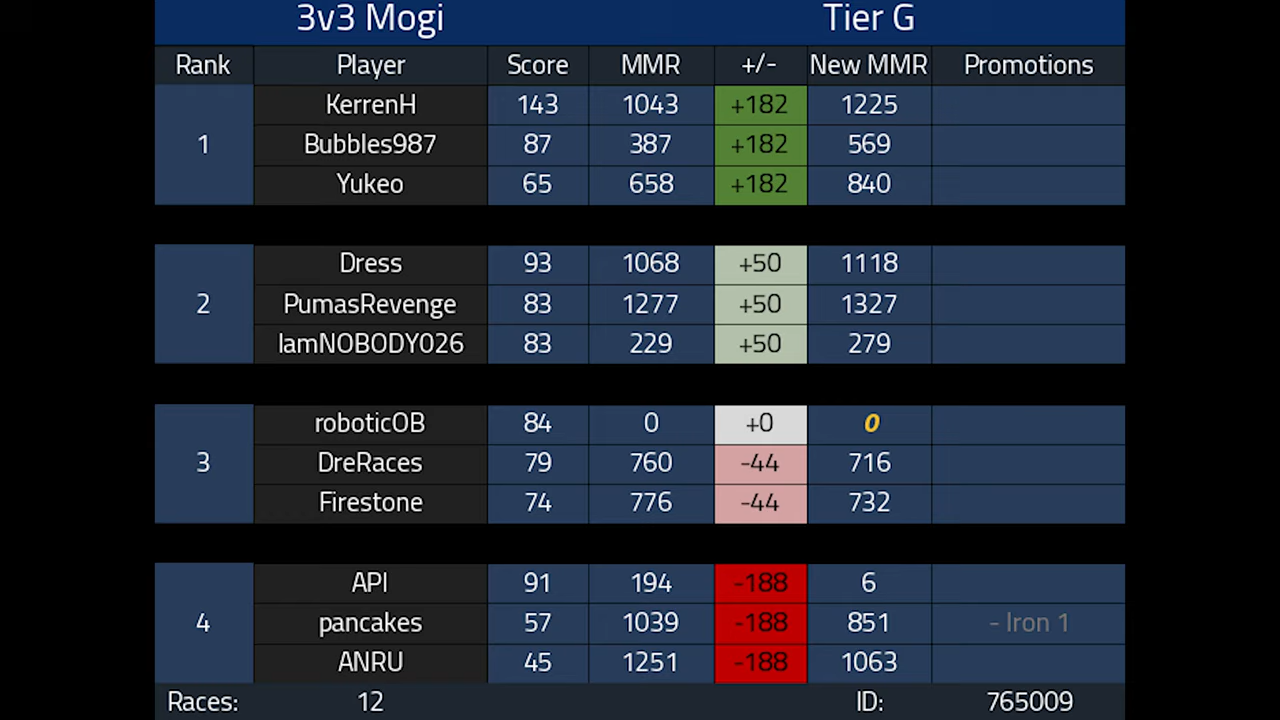 3v3 Mogi Tier G
Rank Player Score MMR +/- New MMR Promotions
KerrenH 143 1043 +182 1225
1 Bubbles987 87 387 +182 569
Yukeo 65 658 +182 840
Dress 93 1068 +50 1118
2 PumasRevenge 83 1277 +50 1327
IamNOBODY026 83 229 +50 279
roboticOB 84 0 +0 0
3 DreRaces 79 760 -44 716
Firestone 74 776 -44 732
API 91 194 -188 6
4 pancakes 57 1039 -188 851 - Iron 1
ANRU 45 1251 -188 1063
Races: 12 ID: 765009